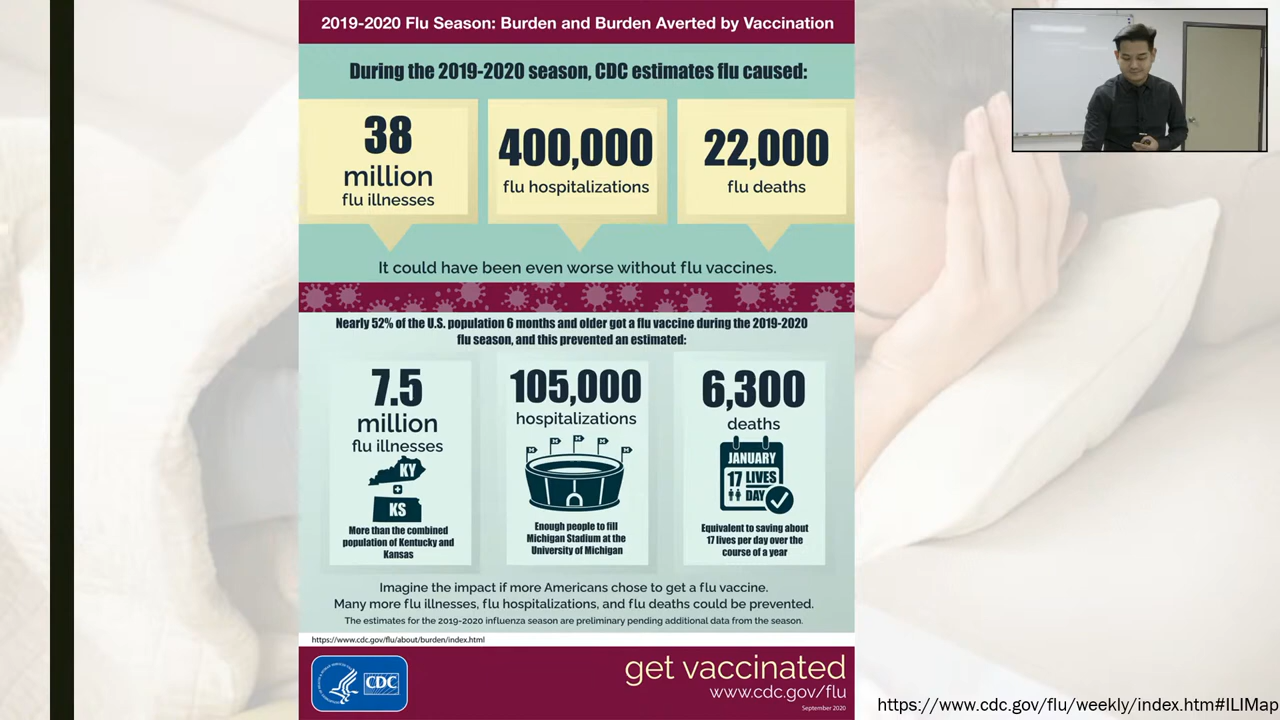 2019-2020 Flu Season: Burden and Burden Averted by Vaccination
During the 2019-2020 season, CDC estimates flu caused:
38
million
flu illnesses
400,000
flu hospitalizations
22,000
flu deaths
It could have been even worse without flu vaccines.
Nearly 52% of the U.S. population 6 months and older got a flu vaccine during the 2019-2020
flu season, and this prevented an estimated:
7.5
million
flu illnesses
KY
KS
More than the combined
population of Kentucky and
Kansas
105,000
hospitalizations
Enough people to fill
Michigan Stadium at the
University of Michigan
6,300
deaths
JANUARY
17 LIVES
DAY
Equivalent to saving about
17 lives per day over the
course of a year
Imagine the impact if more Americans chose to get a flu vaccine.
Many more flu illnesses, flu hospitalizations, and flu deaths could be prevented.
The estimates for the 2019-2020 influenza season are preliminary pending additional data from the season.
https://www.cdc.gov/flu/about/burden/index.html
CDC
get vaccinated
www.cdc.gov/flu
September 2020
https://www.cdc.gov/flu/weekly/index.htm#ILIMap